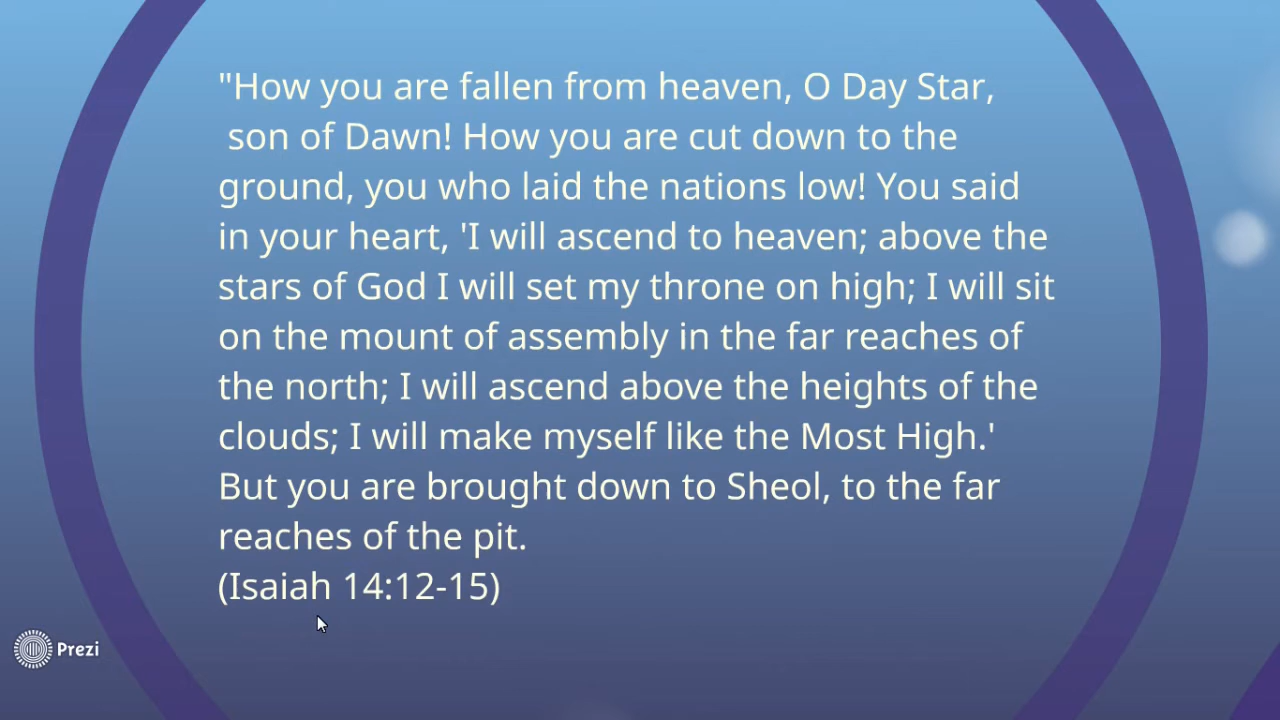 "How you are fallen from heaven, O Day Star,
son of Dawn! How you are cut down to the
ground, you who laid the nations low! You said
in your heart, 'I will ascend to heaven; above the
stars of God I will set my throne on high; I will sit
on the mount of assembly in the far reaches of
the north; I will ascend above the heights of the
clouds; I will make myself like the Most High.'
But you are brought down to Sheol, to the far
reaches of the pit.
(Isaiah 14:12-15)
Prezi